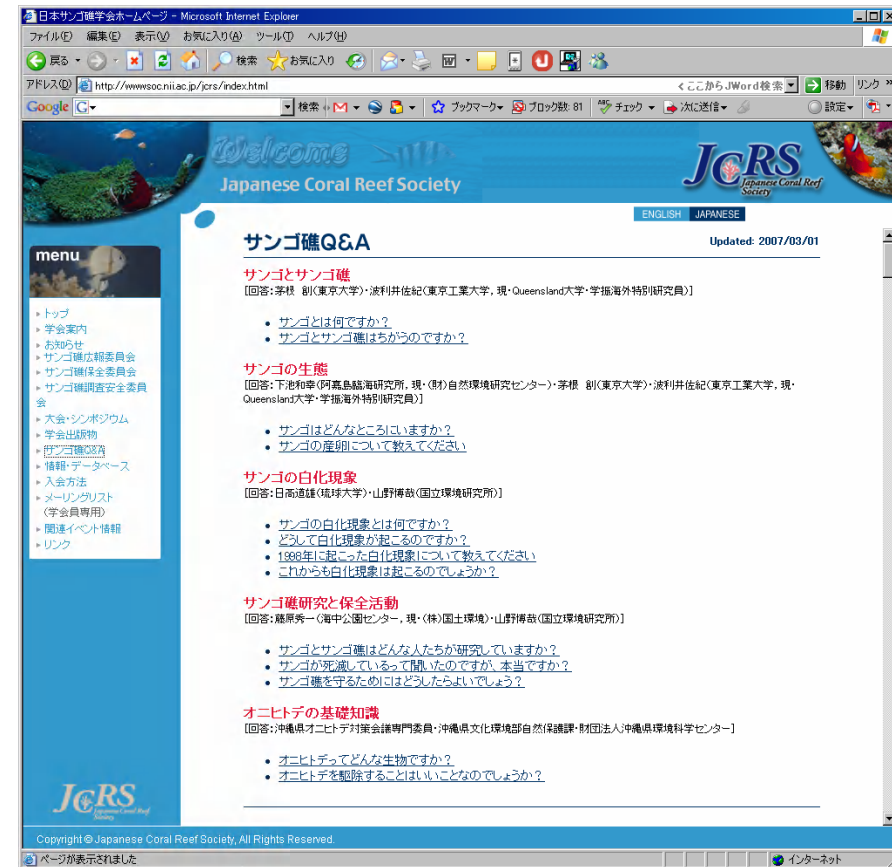 日本サンゴ礁学会ホームページ - Microsoft Internet Explorer
ファイル(F) 編集(E) 表示(V) お気に入り(A) ツール(T) ヘルプ(H)
戻る 検索 お気に入り
アドレス(D) http://wwwsoc.nii.ac.jp/jcrs/index.html <ここからJWord検索 移動 リンク »
Google G 検索 ブックマーク ブロック数: 81 チェック 次に送信 設定
Welcome
Japanese Coral Reef Society
JCRS
Japanese Coral Reef Society
ENGLISH JAPANESE
menu
▸ トップ
▸ 学会案内
▸ お知らせ
▸ サンゴ礁広報委員会
▸ サンゴ礁保全委員会
▸ サンゴ礁調査安全委員
会
▸ 大会・シンポジウム
▸ 学会出版物
▸ サンゴ礁Q&A
▸ 情報・データベース
▸ 入会方法
▸ メーリングリスト
(学会員専用)
▸ 関連イベント情報
▸ リンク
サンゴ礁Q&A
Updated: 2007/03/01
サンゴとサンゴ礁
[回答:茅根 創(東京大学)・波利井佐紀(東京工業大学, 現・Queensland大学・学振海外特別研究員)]
• サンゴとは何ですか？
• サンゴとサンゴ礁はちがうのですか？
サンゴの生態
[回答:下池和幸(阿嘉島臨海研究所, 現・(財)自然環境研究センター)・茅根 創(東京大学)・波利井佐紀(東京工業大学, 現・
Queensland大学・学振海外特別研究員)]
• サンゴはどんなところにいますか？
• サンゴの産卵について教えてください
サンゴの白化現象
[回答:日高道雄(琉球大学)・山野博哉(国立環境研究所)]
• サンゴの白化現象とは何ですか？
• どうして白化現象が起こるのですか？
• 1998年に起こった白化現象について教えてください
• これからも白化現象は起こるのでしょうか？
サンゴ礁研究と保全活動
[回答:藤原秀一(海中公園センター, 現・(株)国土環境)・山野博哉(国立環境研究所)]
• サンゴとサンゴ礁はどんな人たちが研究していますか？
• サンゴが死滅しているって聞いたのですが、本当ですか？
• サンゴ礁を守るためにはどうしたらよいでしょう？
オニヒトデの基礎知識
[回答:沖縄県オニヒトデ対策会議専門委員・沖縄県文化環境部自然保護課・財団法人沖縄県環境科学センター]
• オニヒトデってどんな生物ですか？
• オニヒトデを駆除することはいいことなのでしょうか？
JCRS
Japanese Coral Reef Society
Copyright © Japanese Coral Reef Society, All Rights Reserved.
ページが表示されました インターネット